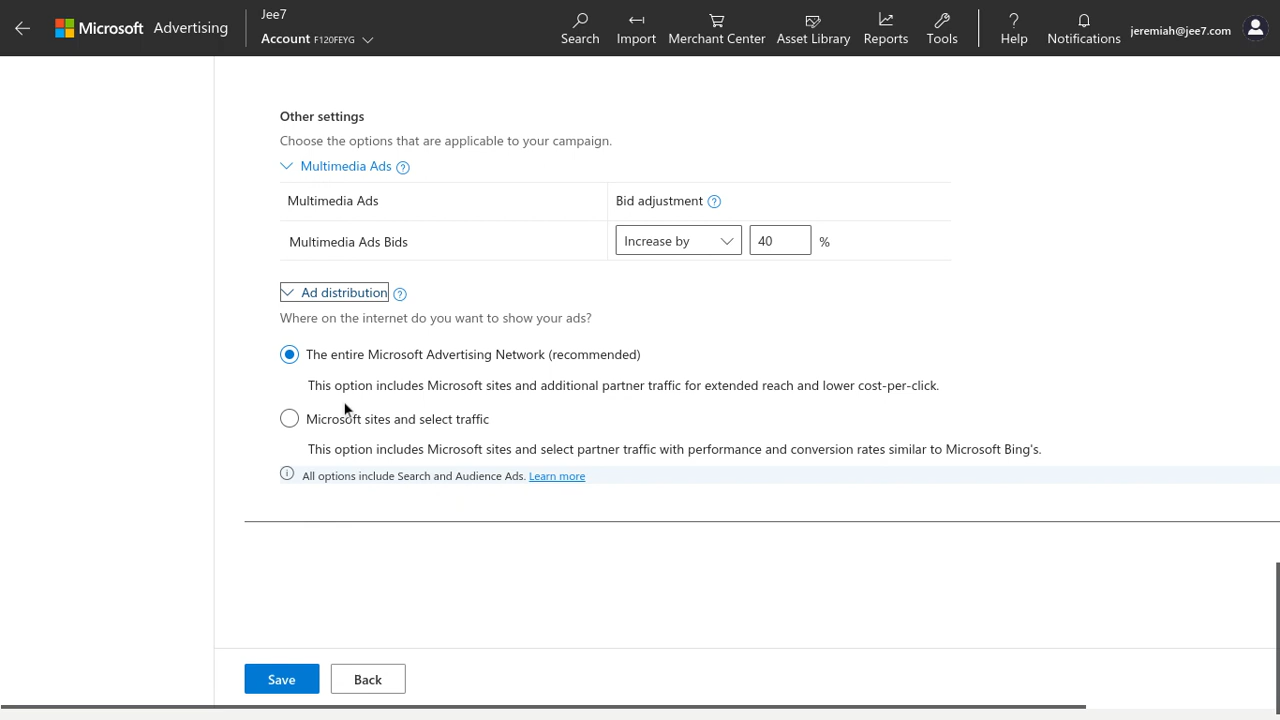 Microsoft Advertising
Jee7
Account F120FEYG
Search
Import
Merchant Center
Asset Library
Reports
Tools
Help
Notifications
jeremiah@jee7.com
Other settings
Choose the options that are applicable to your campaign.
Multimedia Ads
Multimedia Ads
Bid adjustment
Multimedia Ads Bids
Increase by
40
%
Ad distribution
Where on the internet do you want to show your ads?
The entire Microsoft Advertising Network (recommended)
This option includes Microsoft sites and additional partner traffic for extended reach and lower cost-per-click.
Microsoft sites and select traffic
This option includes Microsoft sites and select partner traffic with performance and conversion rates similar to Microsoft Bing's.
All options include Search and Audience Ads. Learn more
Save
Back